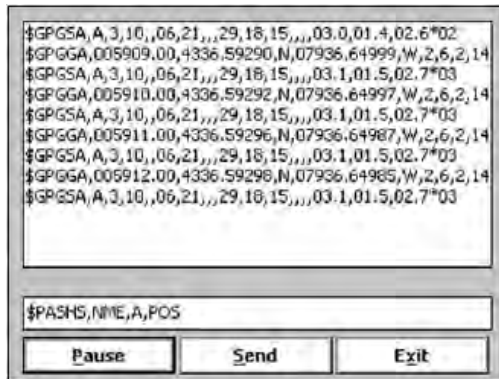 $GPGSA,A,3,10,,06,21,,,29,18,15,,,,03.0,01.4,02.6*02
$GPGGA,005909.00,4336.59290,N,07936.64999,W,2,6,2,14
$GPGSA,A,3,10,,06,21,,,29,18,15,,,,03.1,01.5,02.7*03
$GPGGA,005910.00,4336.59292,N,07936.64997,W,2,6,2,14
$GPGSA,A,3,10,,06,21,,,29,18,15,,,,03.1,01.5,02.7*03
$GPGGA,005911.00,4336.59296,N,07936.64987,W,2,6,2,14
$GPGSA,A,3,10,,06,21,,,29,18,15,,,,03.1,01.5,02.7*03
$GPGGA,005912.00,4336.59298,N,07936.64985,W,2,6,2,14
$GPGSA,A,3,10,,06,21,,,29,18,15,,,,03.1,01.5,02.7*03
$PASHS,NME,A,POS
Pause Send Exit